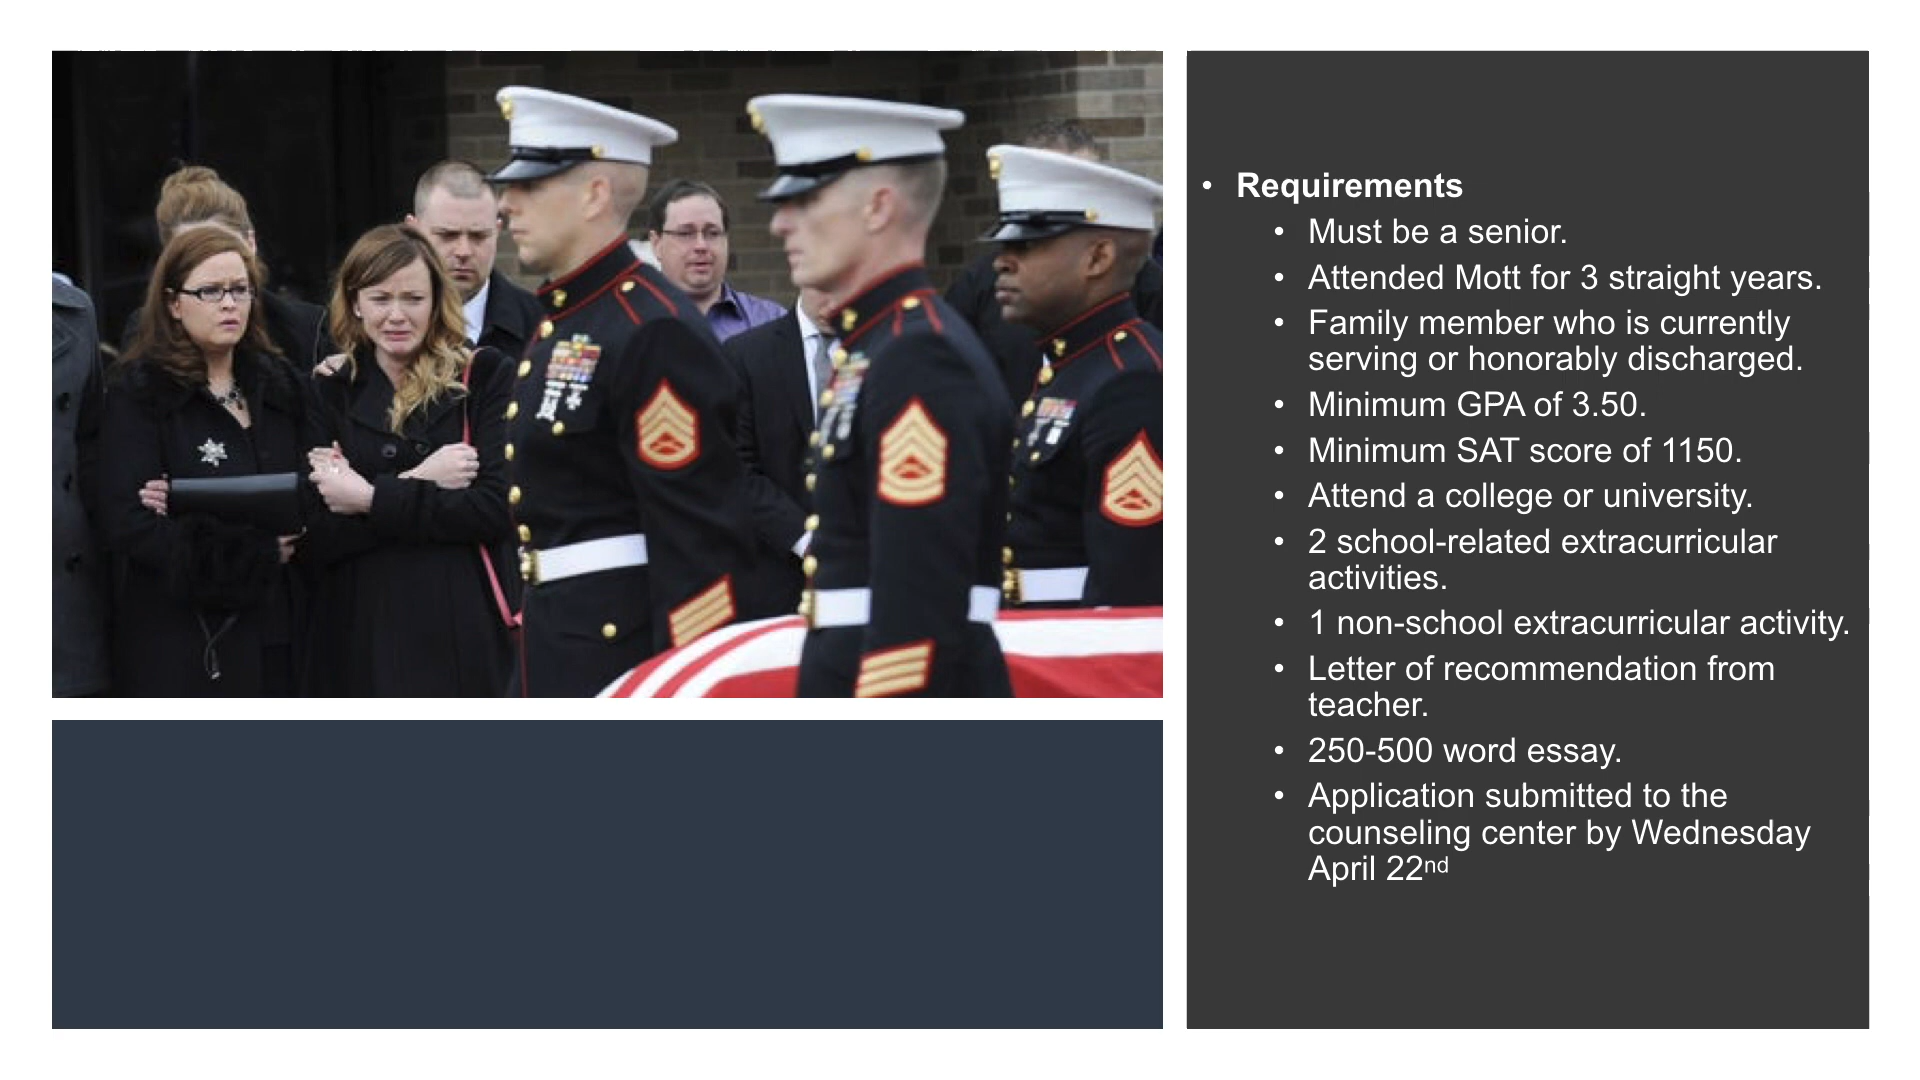 • Requirements
• Must be a senior.
• Attended Mott for 3 straight years.
• Family member who is currently
serving or honorably discharged.
• Minimum GPA of 3.50.
• Minimum SAT score of 1150.
• Attend a college or university.
• 2 school-related extracurricular
activities.
• 1 non-school extracurricular activity.
• Letter of recommendation from
teacher.
• 250-500 word essay.
• Application submitted to the
counseling center by Wednesday
April 22nd